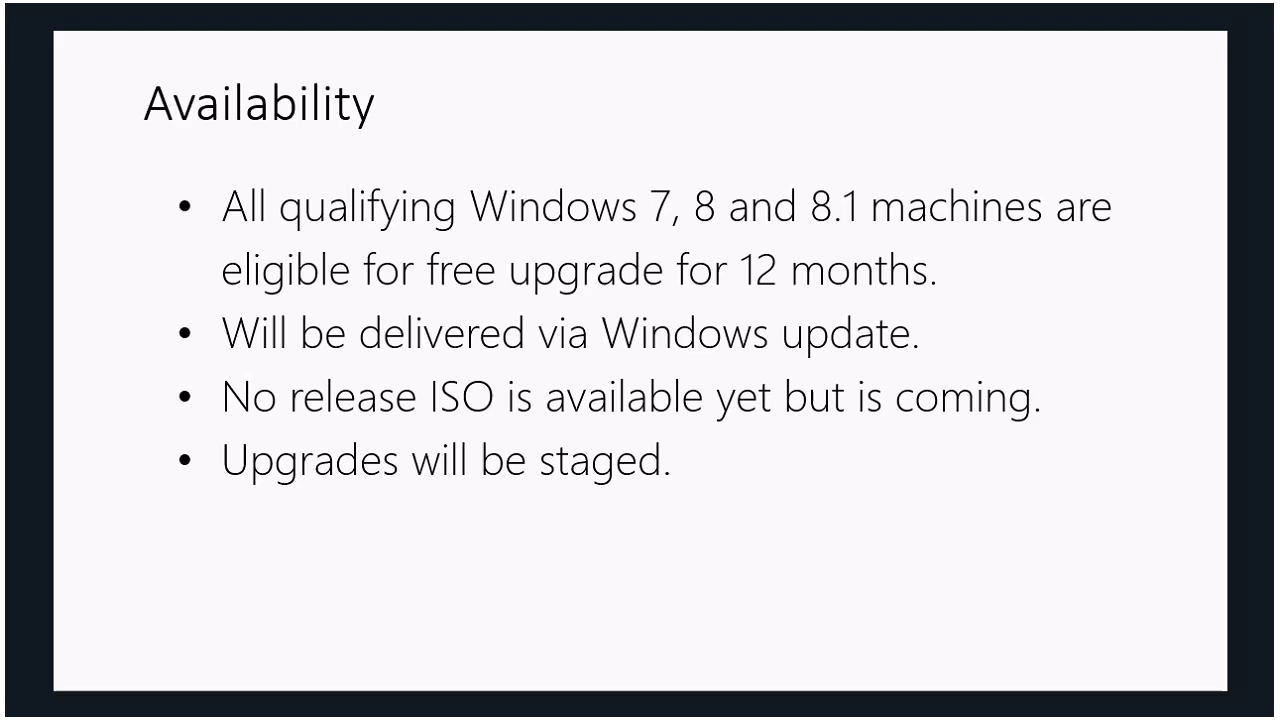 Availability
• All qualifying Windows 7, 8 and 8.1 machines are
eligible for free upgrade for 12 months.
• Will be delivered via Windows update.
• No release ISO is available yet but is coming.
• Upgrades will be staged.